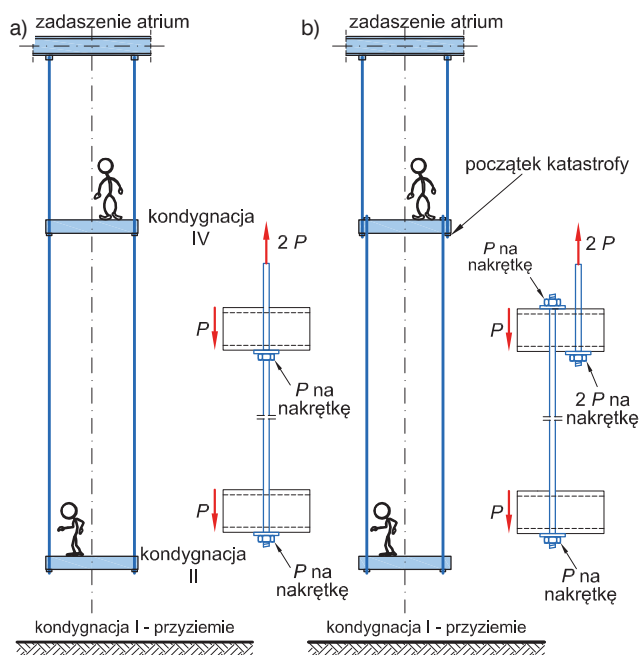 a)
zadaszenie atrium
kondygnacja
IV
2 P
P
P na
nakrętkę
P
kondygnacja
II
P na
nakrętkę
kondygnacja I - przyziemie
b)
zadaszenie atrium
początek katastrofy
P na
nakrętkę
2 P
P
2 P na
nakrętkę
P
P na
nakrętkę
kondygnacja I - przyziemie